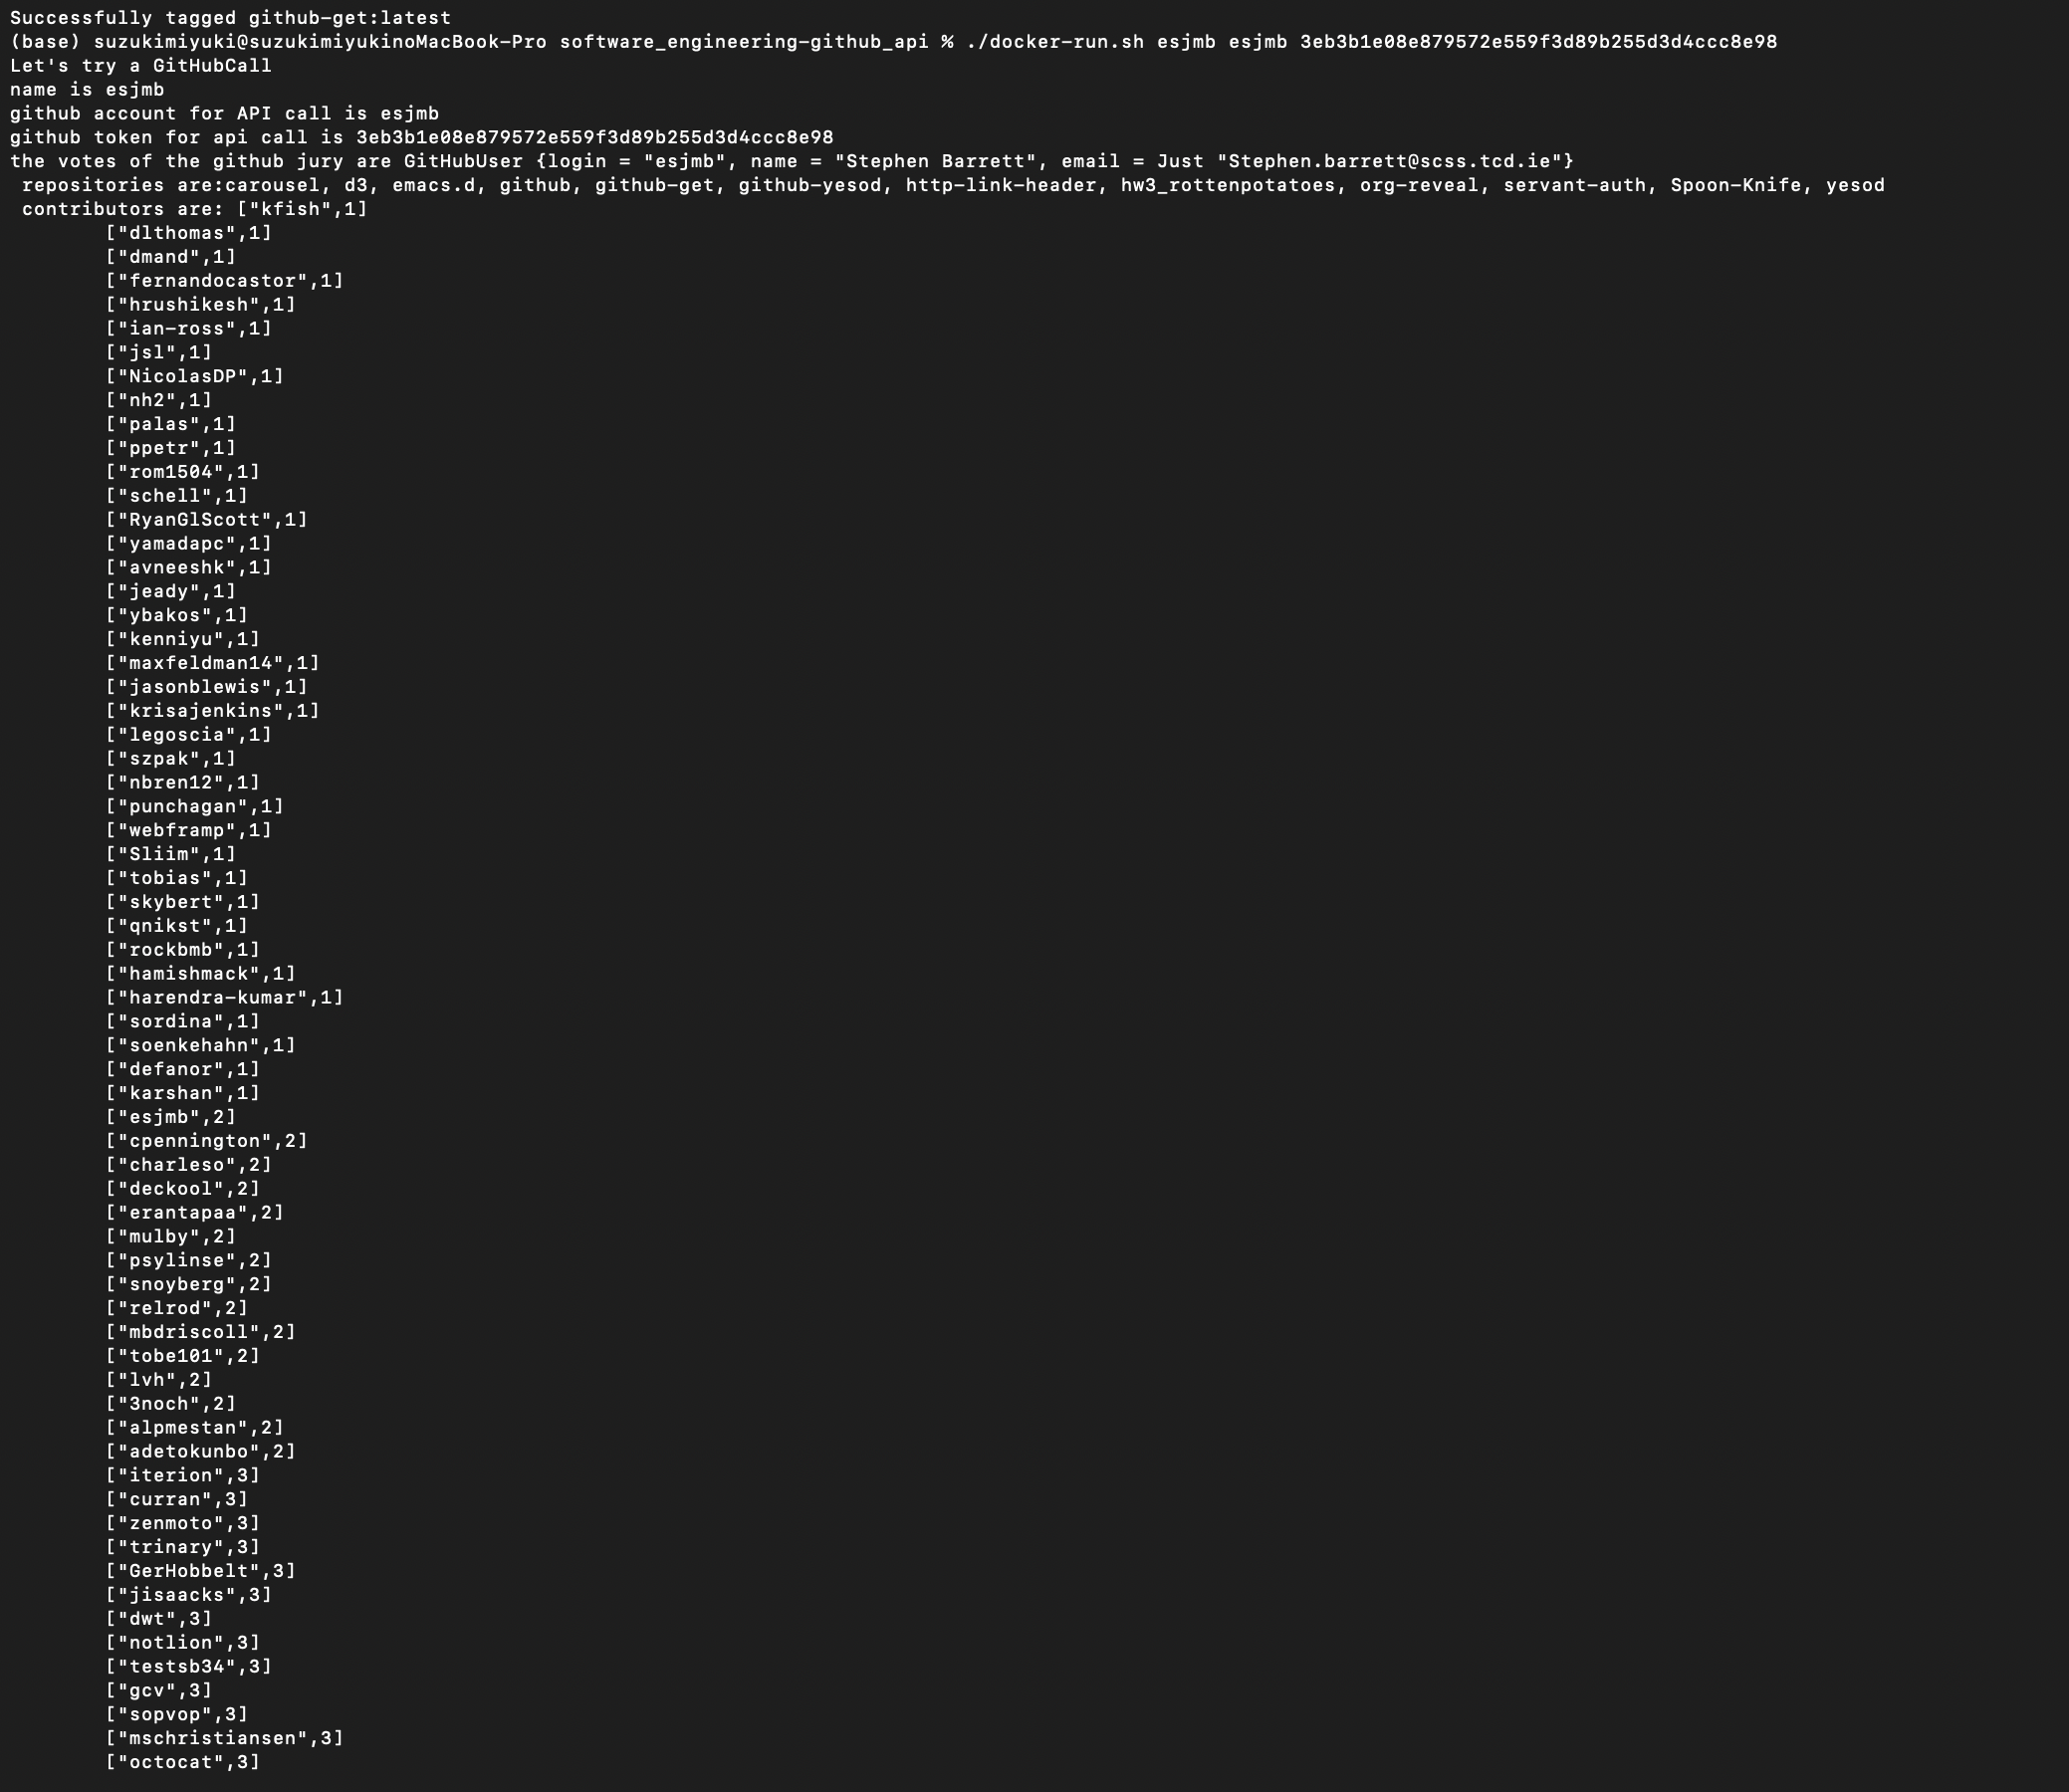 Successfully tagged github-get:latest
(base) suzukimiyuki@suzukimiyukinoMacBook-Pro software_engineering-github_api % ./docker-run.sh esjmb esjmb 3eb3b1e08e879572e559f3d89b255d3d4ccc8e98
Let's try a GitHubCall
name is esjmb
github account for API call is esjmb
github token for api call is 3eb3b1e08e879572e559f3d89b255d3d4ccc8e98
the votes of the github jury are GitHubUser {login = "esjmb", name = "Stephen Barrett", email = Just "Stephen.barrett@scss.tcd.ie"}
repositories are:carousel, d3, emacs.d, github, github-get, github-yesod, http-link-header, hw3_rottenpotatoes, org-reveal, servant-auth, Spoon-Knife, yesod
contributors are: ["kfish",1]
["dlthomas",1]
["dmand",1]
["fernandocastor",1]
["hrushikesh",1]
["ian-ross",1]
["jsl",1]
["NicolasDP",1]
["nh2",1]
["palas",1]
["ppetr",1]
["rom1504",1]
["schell",1]
["RyanGlScott",1]
["yamadapc",1]
["avneeshk",1]
["jeady",1]
["ybakos",1]
["kenniyu",1]
["maxfeldman14",1]
["jasonblewis",1]
["krisajenkins",1]
["legoscia",1]
["szpak",1]
["nbren12",1]
["punchagan",1]
["webframp",1]
["Sliim",1]
["tobias",1]
["skybert",1]
["qnikst",1]
["rockbmb",1]
["hamishmack",1]
["harendra-kumar",1]
["sordina",1]
["soenkehahn",1]
["defanor",1]
["karshan",1]
["esjmb",2]
["cpennington",2]
["charleso",2]
["deckool",2]
["erantapaa",2]
["mulby",2]
["psylinse",2]
["snoyberg",2]
["relrod",2]
["mbdriscoll",2]
["tobe101",2]
["lvh",2]
["3noch",2]
["alpmestan",2]
["adetokunbo",2]
["iterion",3]
["curran",3]
["zenmoto",3]
["trinary",3]
["GerHobbelt",3]
["jisaacks",3]
["dwt",3]
["notlion",3]
["testsb34",3]
["gcv",3]
["sopvop",3]
["mschristiansen",3]
["octocat",3]